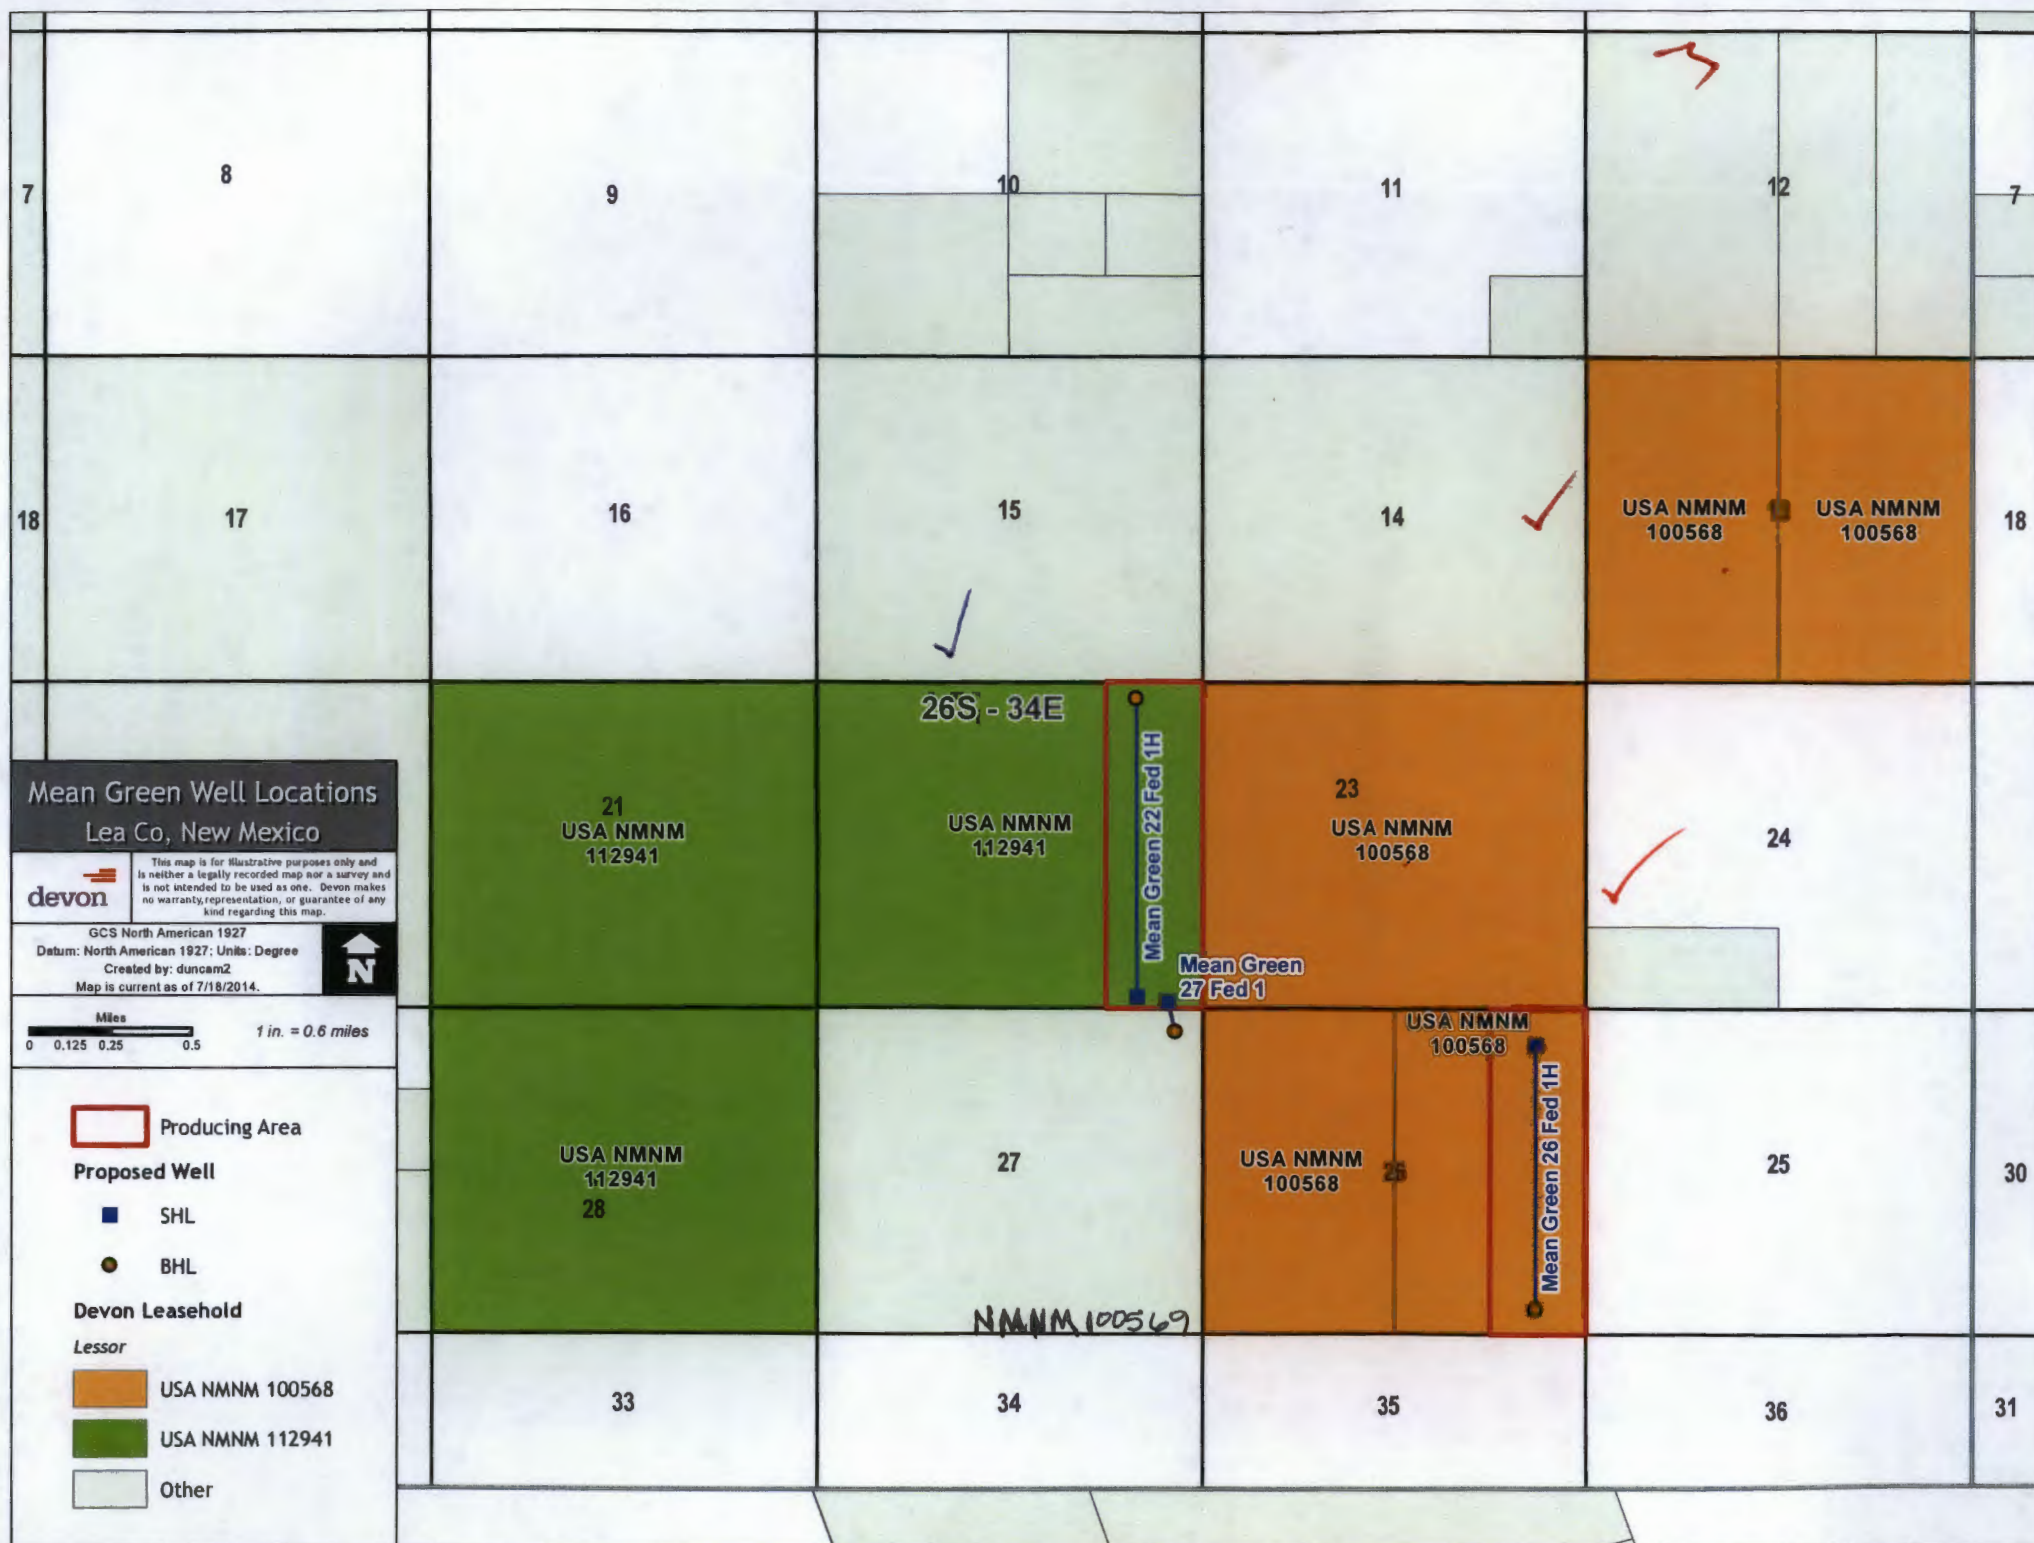 7
8
9
10
11
12
7
18
17
16
15
14
USA NMNM
100568
USA NMNM
100568
18
26S - 34E
21
USA NMNM
112941
USA NMNM
112941
Mean Green 22 Fed 1H
23
USA NMNM
100568
24
Mean Green
27 Fed 1
USA NMNM
112941
28
27
NMNM 100569
USA NMNM
100568
26
USA NMNM
100568
Mean Green 26 Fed 1H
25
30
33
34
35
36
31
Mean Green Well Locations
Lea Co, New Mexico
devon
This map is for illustrative purposes only and
is neither a legally recorded map nor a survey and
is not intended to be used as one. Devon makes
no warranty, representation, or guarantee of any
kind regarding this map.
GCS North American 1927
Datum: North American 1927; Units: Degree
Created by: duncam2
Map is current as of 7/18/2014.
N
Miles
0 0.125 0.25 0.5
1 in. = 0.6 miles
Producing Area
Proposed Well
SHL
BHL
Devon Leasehold
Lessor
USA NMNM 100568
USA NMNM 112941
Other